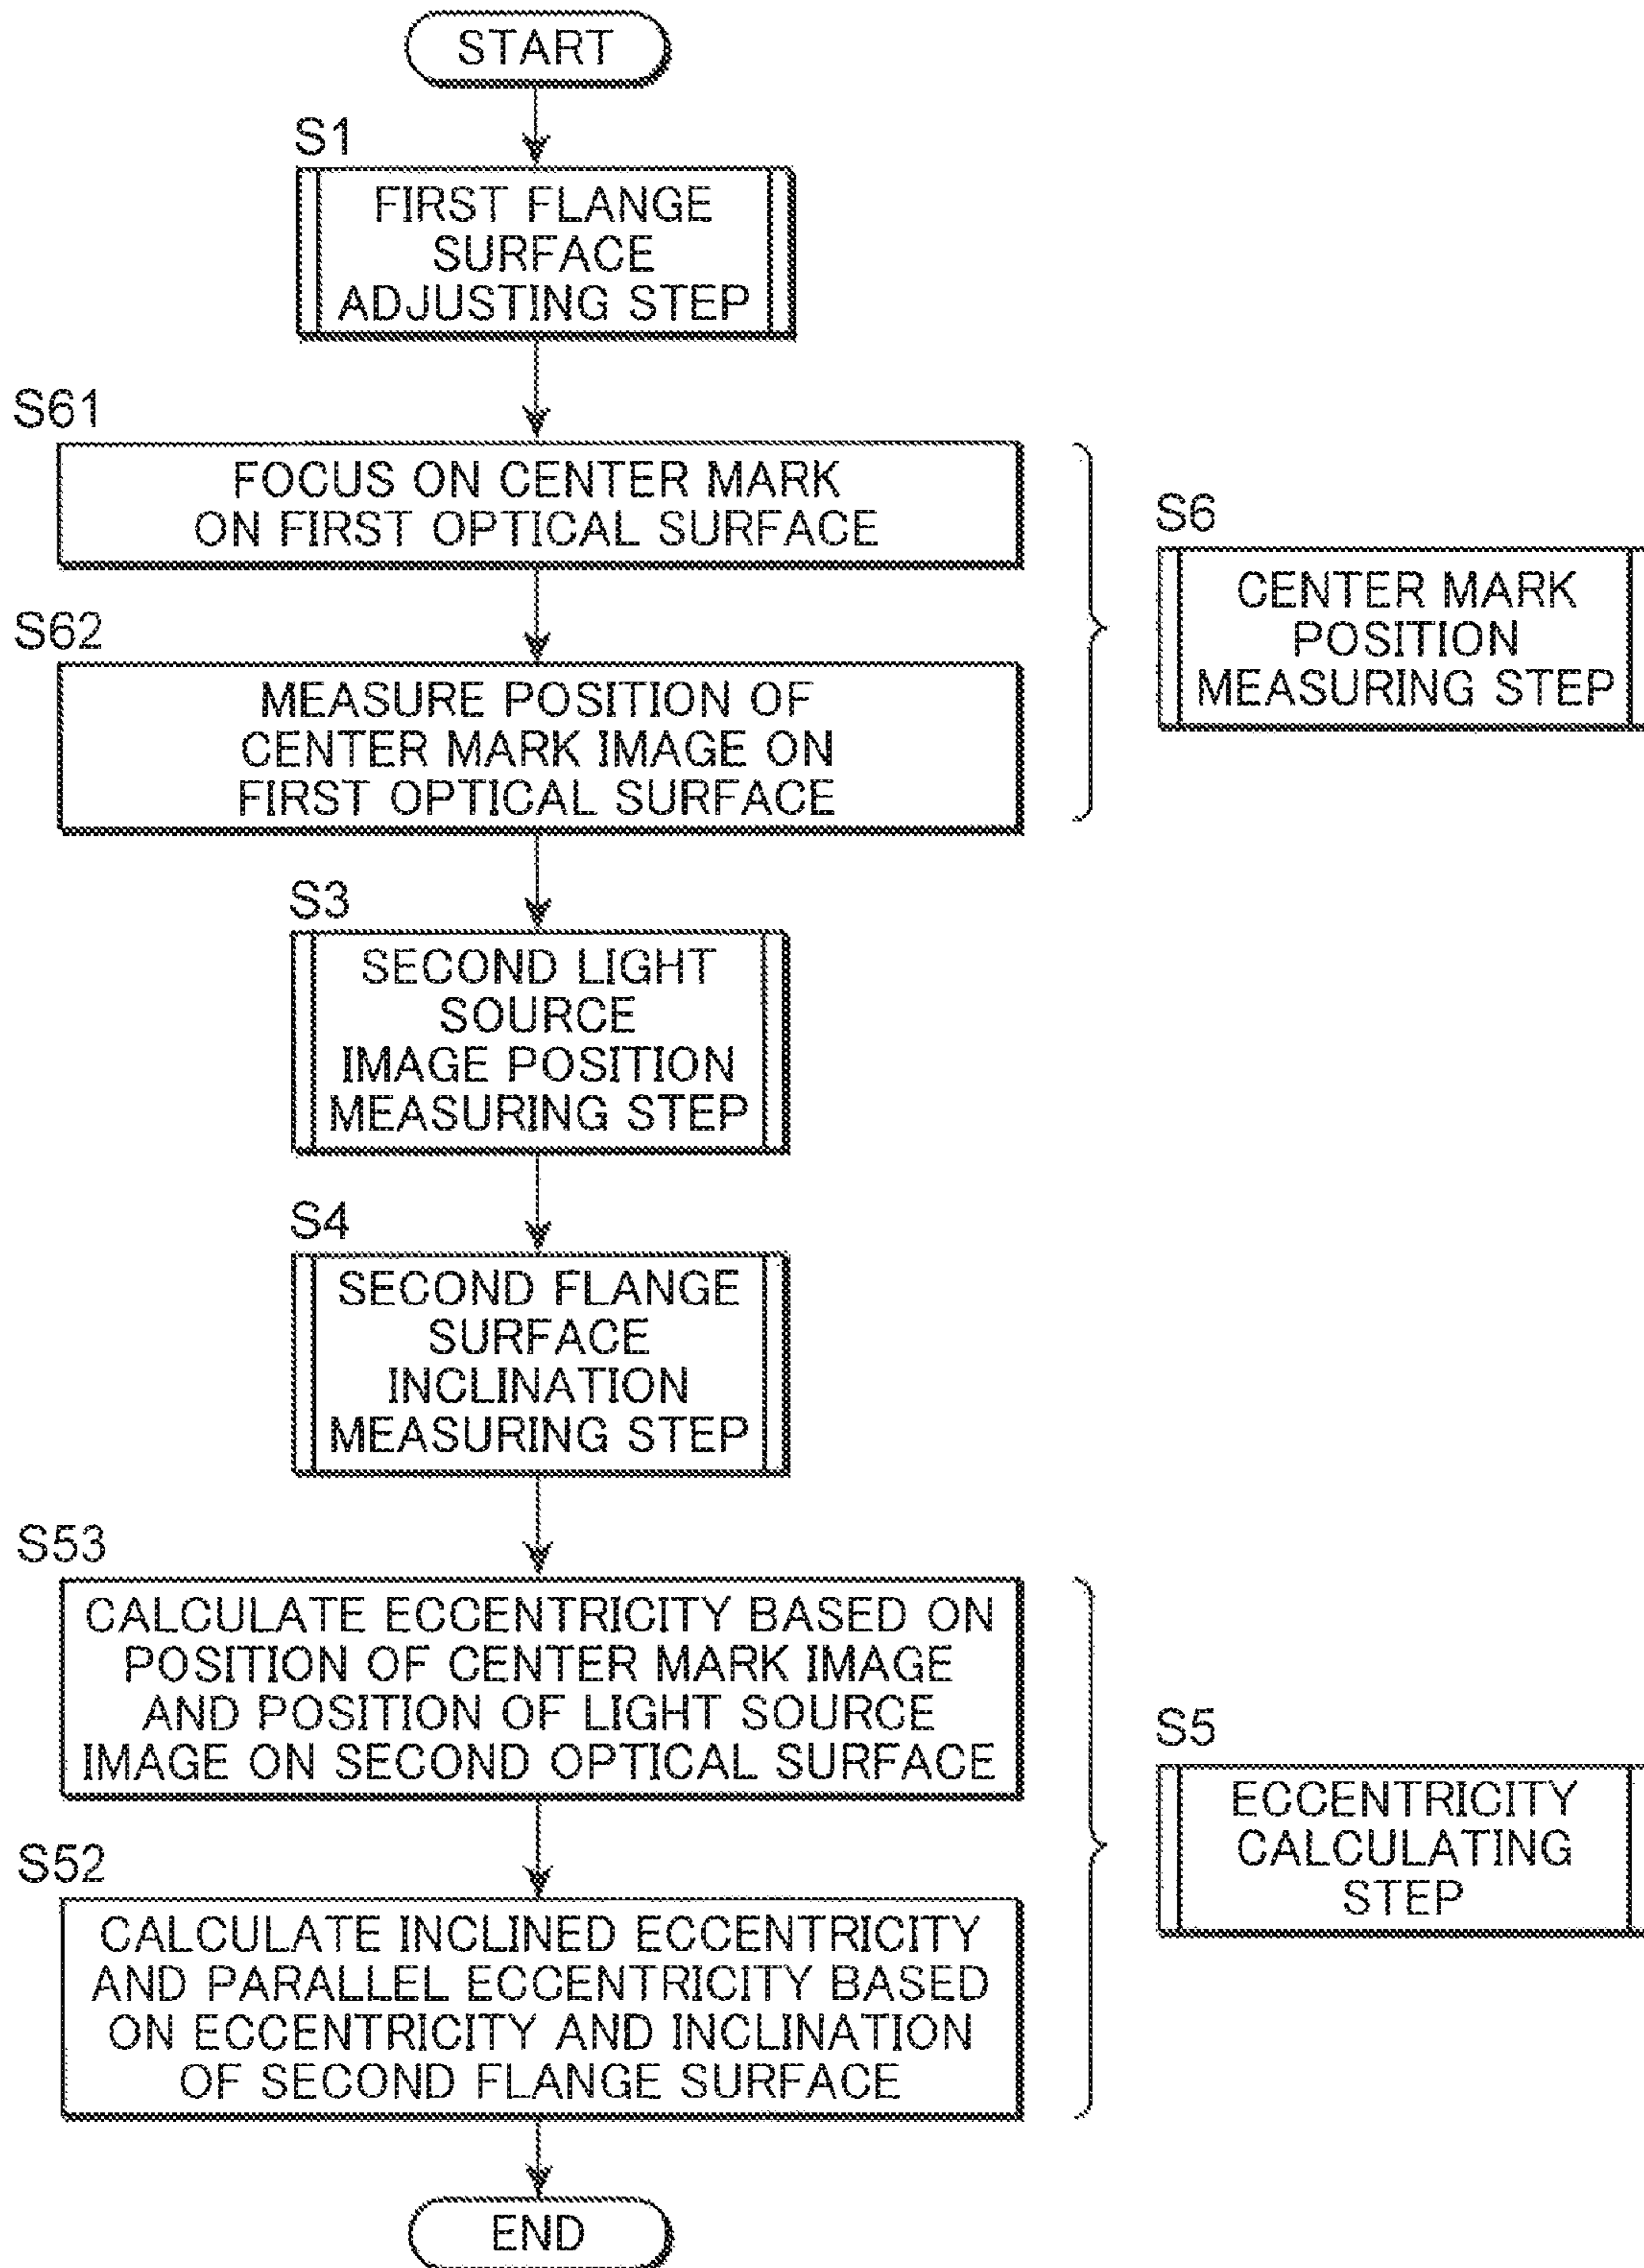 START
S1
FIRST FLANGE
SURFACE
ADJUSTING STEP
S61
FOCUS ON CENTER MARK
ON FIRST OPTICAL SURFACE
S62
MEASURE POSITION OF
CENTER MARK IMAGE ON
FIRST OPTICAL SURFACE
S6
CENTER MARK
POSITION
MEASURING STEP
S3
SECOND LIGHT
SOURCE
IMAGE POSITION
MEASURING STEP
S4
SECOND FLANGE
SURFACE
INCLINATION
MEASURING STEP
S53
CALCULATE ECCENTRICITY BASED ON
POSITION OF CENTER MARK IMAGE
AND POSITION OF LIGHT SOURCE
IMAGE ON SECOND OPTICAL SURFACE
S52
CALCULATE INCLINED ECCENTRICITY
AND PARALLEL ECCENTRICITY BASED
ON ECCENTRICITY AND INCLINATION
OF SECOND FLANGE SURFACE
S5
ECCENTRICITY
CALCULATING
STEP
END